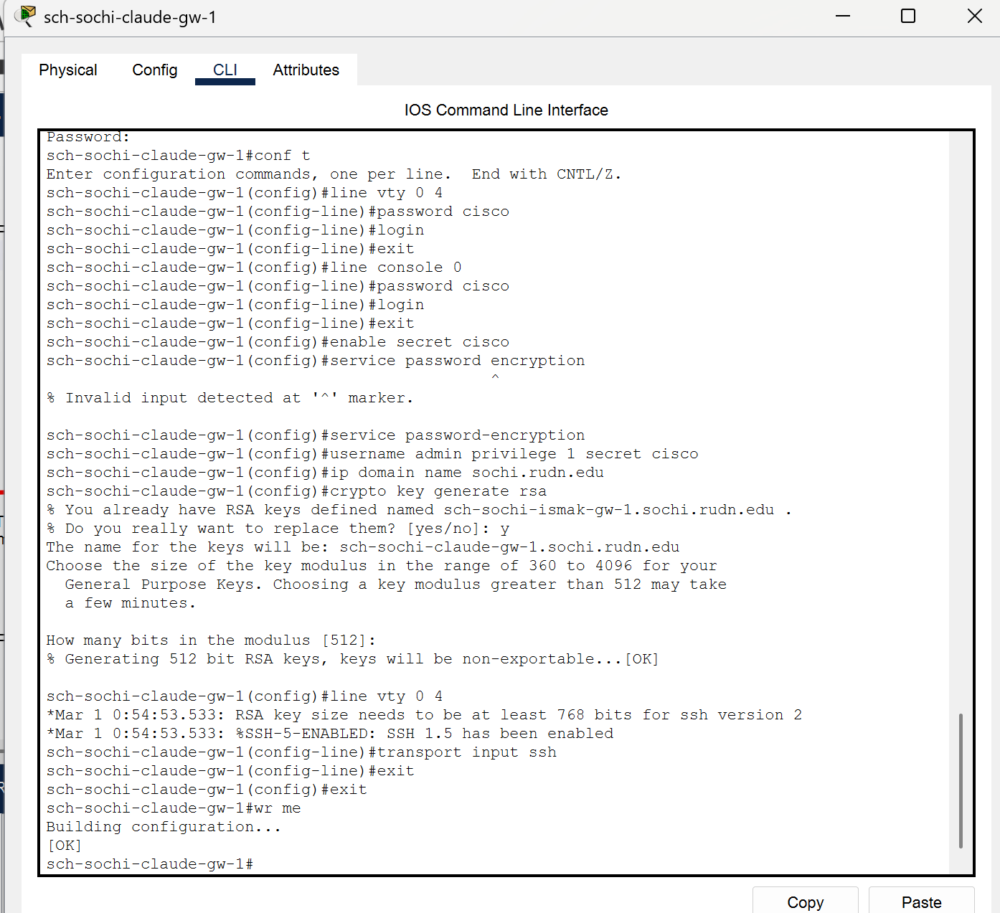 sch-sochi-claude-gw-1
Physical Config CLI Attributes
IOS Command Line Interface
Password:
sch-sochi-claude-gw-1#conf t
Enter configuration commands, one per line.  End with CNTL/Z.
sch-sochi-claude-gw-1(config)#line vty 0 4
sch-sochi-claude-gw-1(config-line)#password cisco
sch-sochi-claude-gw-1(config-line)#login
sch-sochi-claude-gw-1(config-line)#exit
sch-sochi-claude-gw-1(config)#line console 0
sch-sochi-claude-gw-1(config-line)#password cisco
sch-sochi-claude-gw-1(config-line)#login
sch-sochi-claude-gw-1(config-line)#exit
sch-sochi-claude-gw-1(config)#enable secret cisco
sch-sochi-claude-gw-1(config)#service password encryption
^
% Invalid input detected at '^' marker.
sch-sochi-claude-gw-1(config)#service password-encryption
sch-sochi-claude-gw-1(config)#username admin privilege 1 secret cisco
sch-sochi-claude-gw-1(config)#ip domain name sochi.rudn.edu
sch-sochi-claude-gw-1(config)#crypto key generate rsa
% You already have RSA keys defined named sch-sochi-ismak-gw-1.sochi.rudn.edu .
% Do you really want to replace them? [yes/no]: y
The name for the keys will be: sch-sochi-claude-gw-1.sochi.rudn.edu
Choose the size of the key modulus in the range of 360 to 4096 for your
General Purpose Keys. Choosing a key modulus greater than 512 may take
a few minutes.
How many bits in the modulus [512]:
% Generating 512 bit RSA keys, keys will be non-exportable...[OK]
sch-sochi-claude-gw-1(config)#line vty 0 4
*Mar 1 0:54:53.533: RSA key size needs to be at least 768 bits for ssh version 2
*Mar 1 0:54:53.533: %SSH-5-ENABLED: SSH 1.5 has been enabled
sch-sochi-claude-gw-1(config-line)#transport input ssh
sch-sochi-claude-gw-1(config-line)#exit
sch-sochi-claude-gw-1(config)#exit
sch-sochi-claude-gw-1#wr me
Building configuration...
[OK]
sch-sochi-claude-gw-1#
Copy Paste